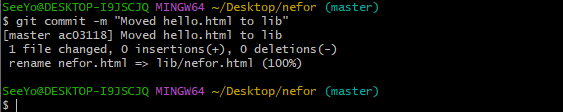 SeeYo@DESKTOP-I9JSCJQ MINGW64 ~/Desktop/nefor (master)
$ git commit -m "Moved hello.html to lib"
[master ac03118] Moved hello.html to lib
 1 file changed, 0 insertions(+), 0 deletions(-)
 rename nefor.html => lib/nefor.html (100%)

SeeYo@DESKTOP-I9JSCJQ MINGW64 ~/Desktop/nefor (master)
$